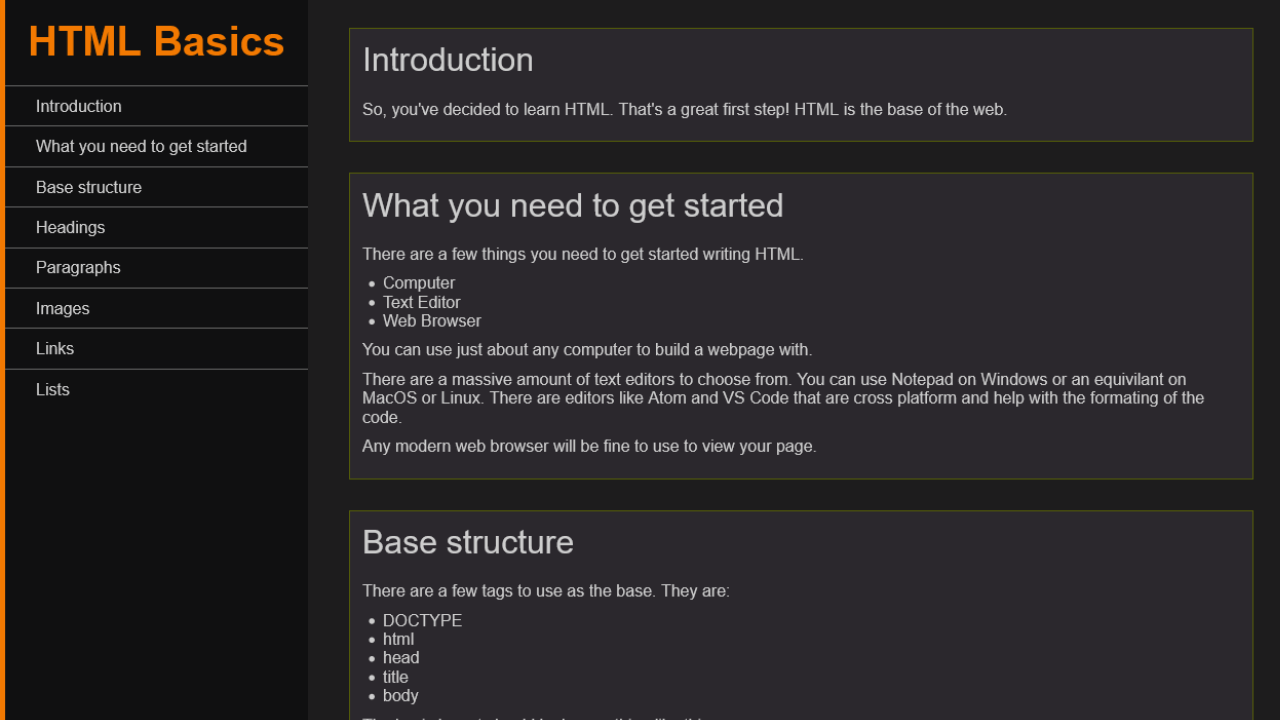 HTML Basics
Introduction
What you need to get started
Base structure
Headings
Paragraphs
Images
Links
Lists
Introduction
So, you've decided to learn HTML. That's a great first step! HTML is the base of the web.
What you need to get started
There are a few things you need to get started writing HTML.
Computer
Text Editor
Web Browser
You can use just about any computer to build a webpage with.
There are a massive amount of text editors to choose from. You can use Notepad on Windows or an equivilant on
MacOS or Linux. There are editors like Atom and VS Code that are cross platform and help with the formating of the
code.
Any modern web browser will be fine to use to view your page.
Base structure
There are a few tags to use as the base. They are:
DOCTYPE
html
head
title
body